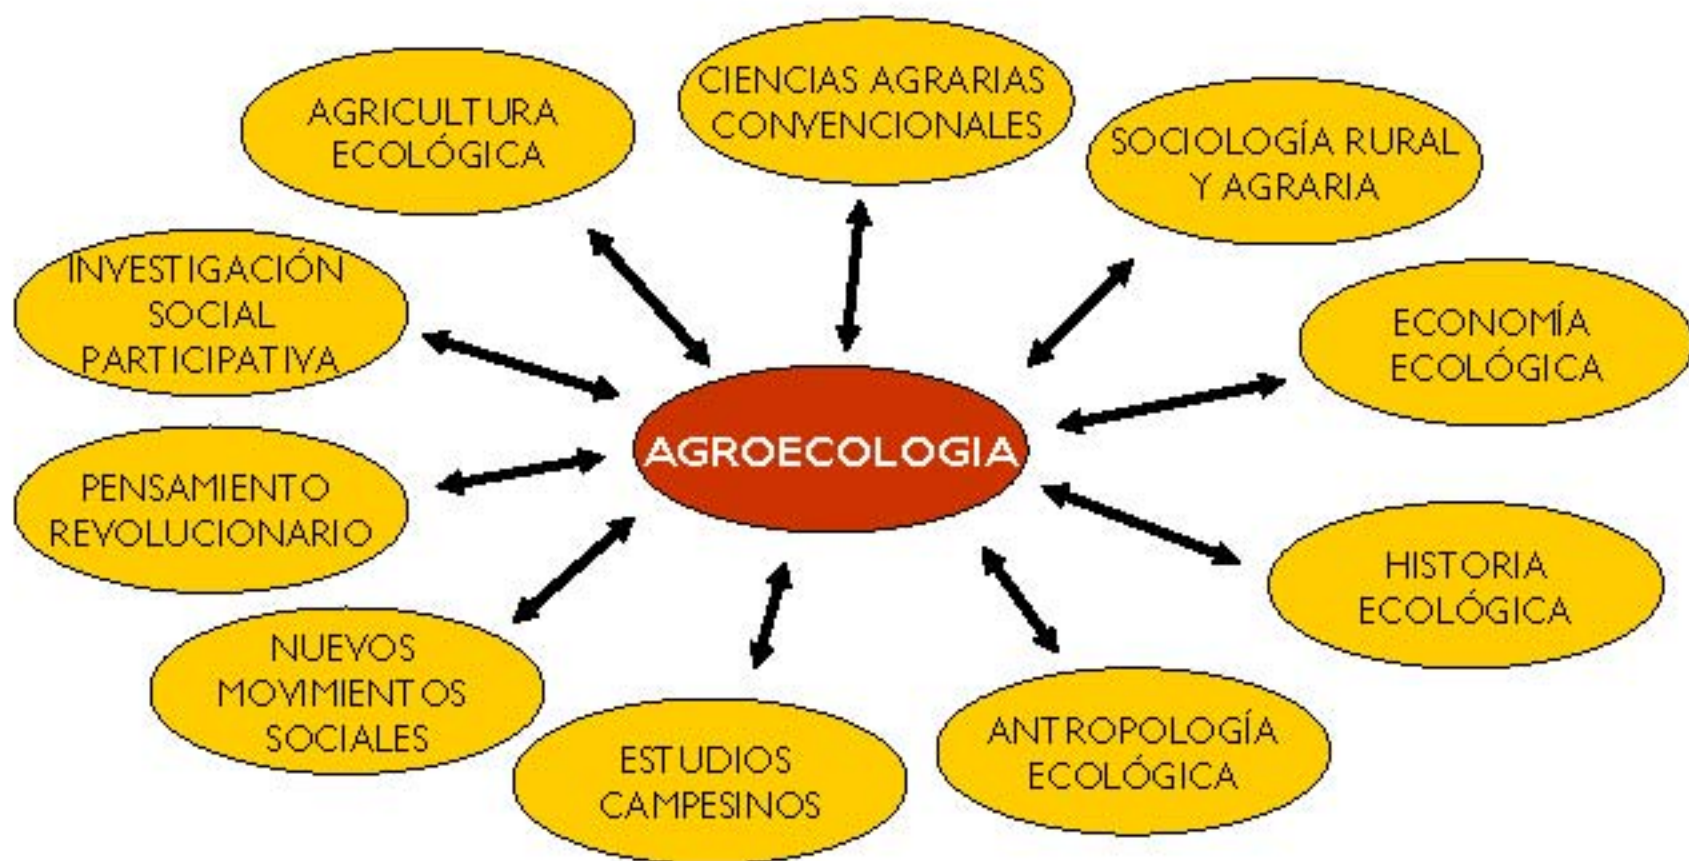 CIENCIAS AGRARIAS
CONVENCIONALES
AGRICULTURA
ECOLÓGICA
SOCIOLOGÍA RURAL
Y AGRARIA
INVESTIGACIÓN
SOCIAL
PARTICIPATIVA
ECONOMÍA
ECOLÓGICA
AGROECOLOGIA
PENSAMIENTO
REVOLUCIONARIO
HISTORIA
ECOLÓGICA
NUEVOS
MOVIMIENTOS
SOCIALES
ESTUDIOS
CAMPESINOS
ANTROPOLOGÍA
ECOLÓGICA